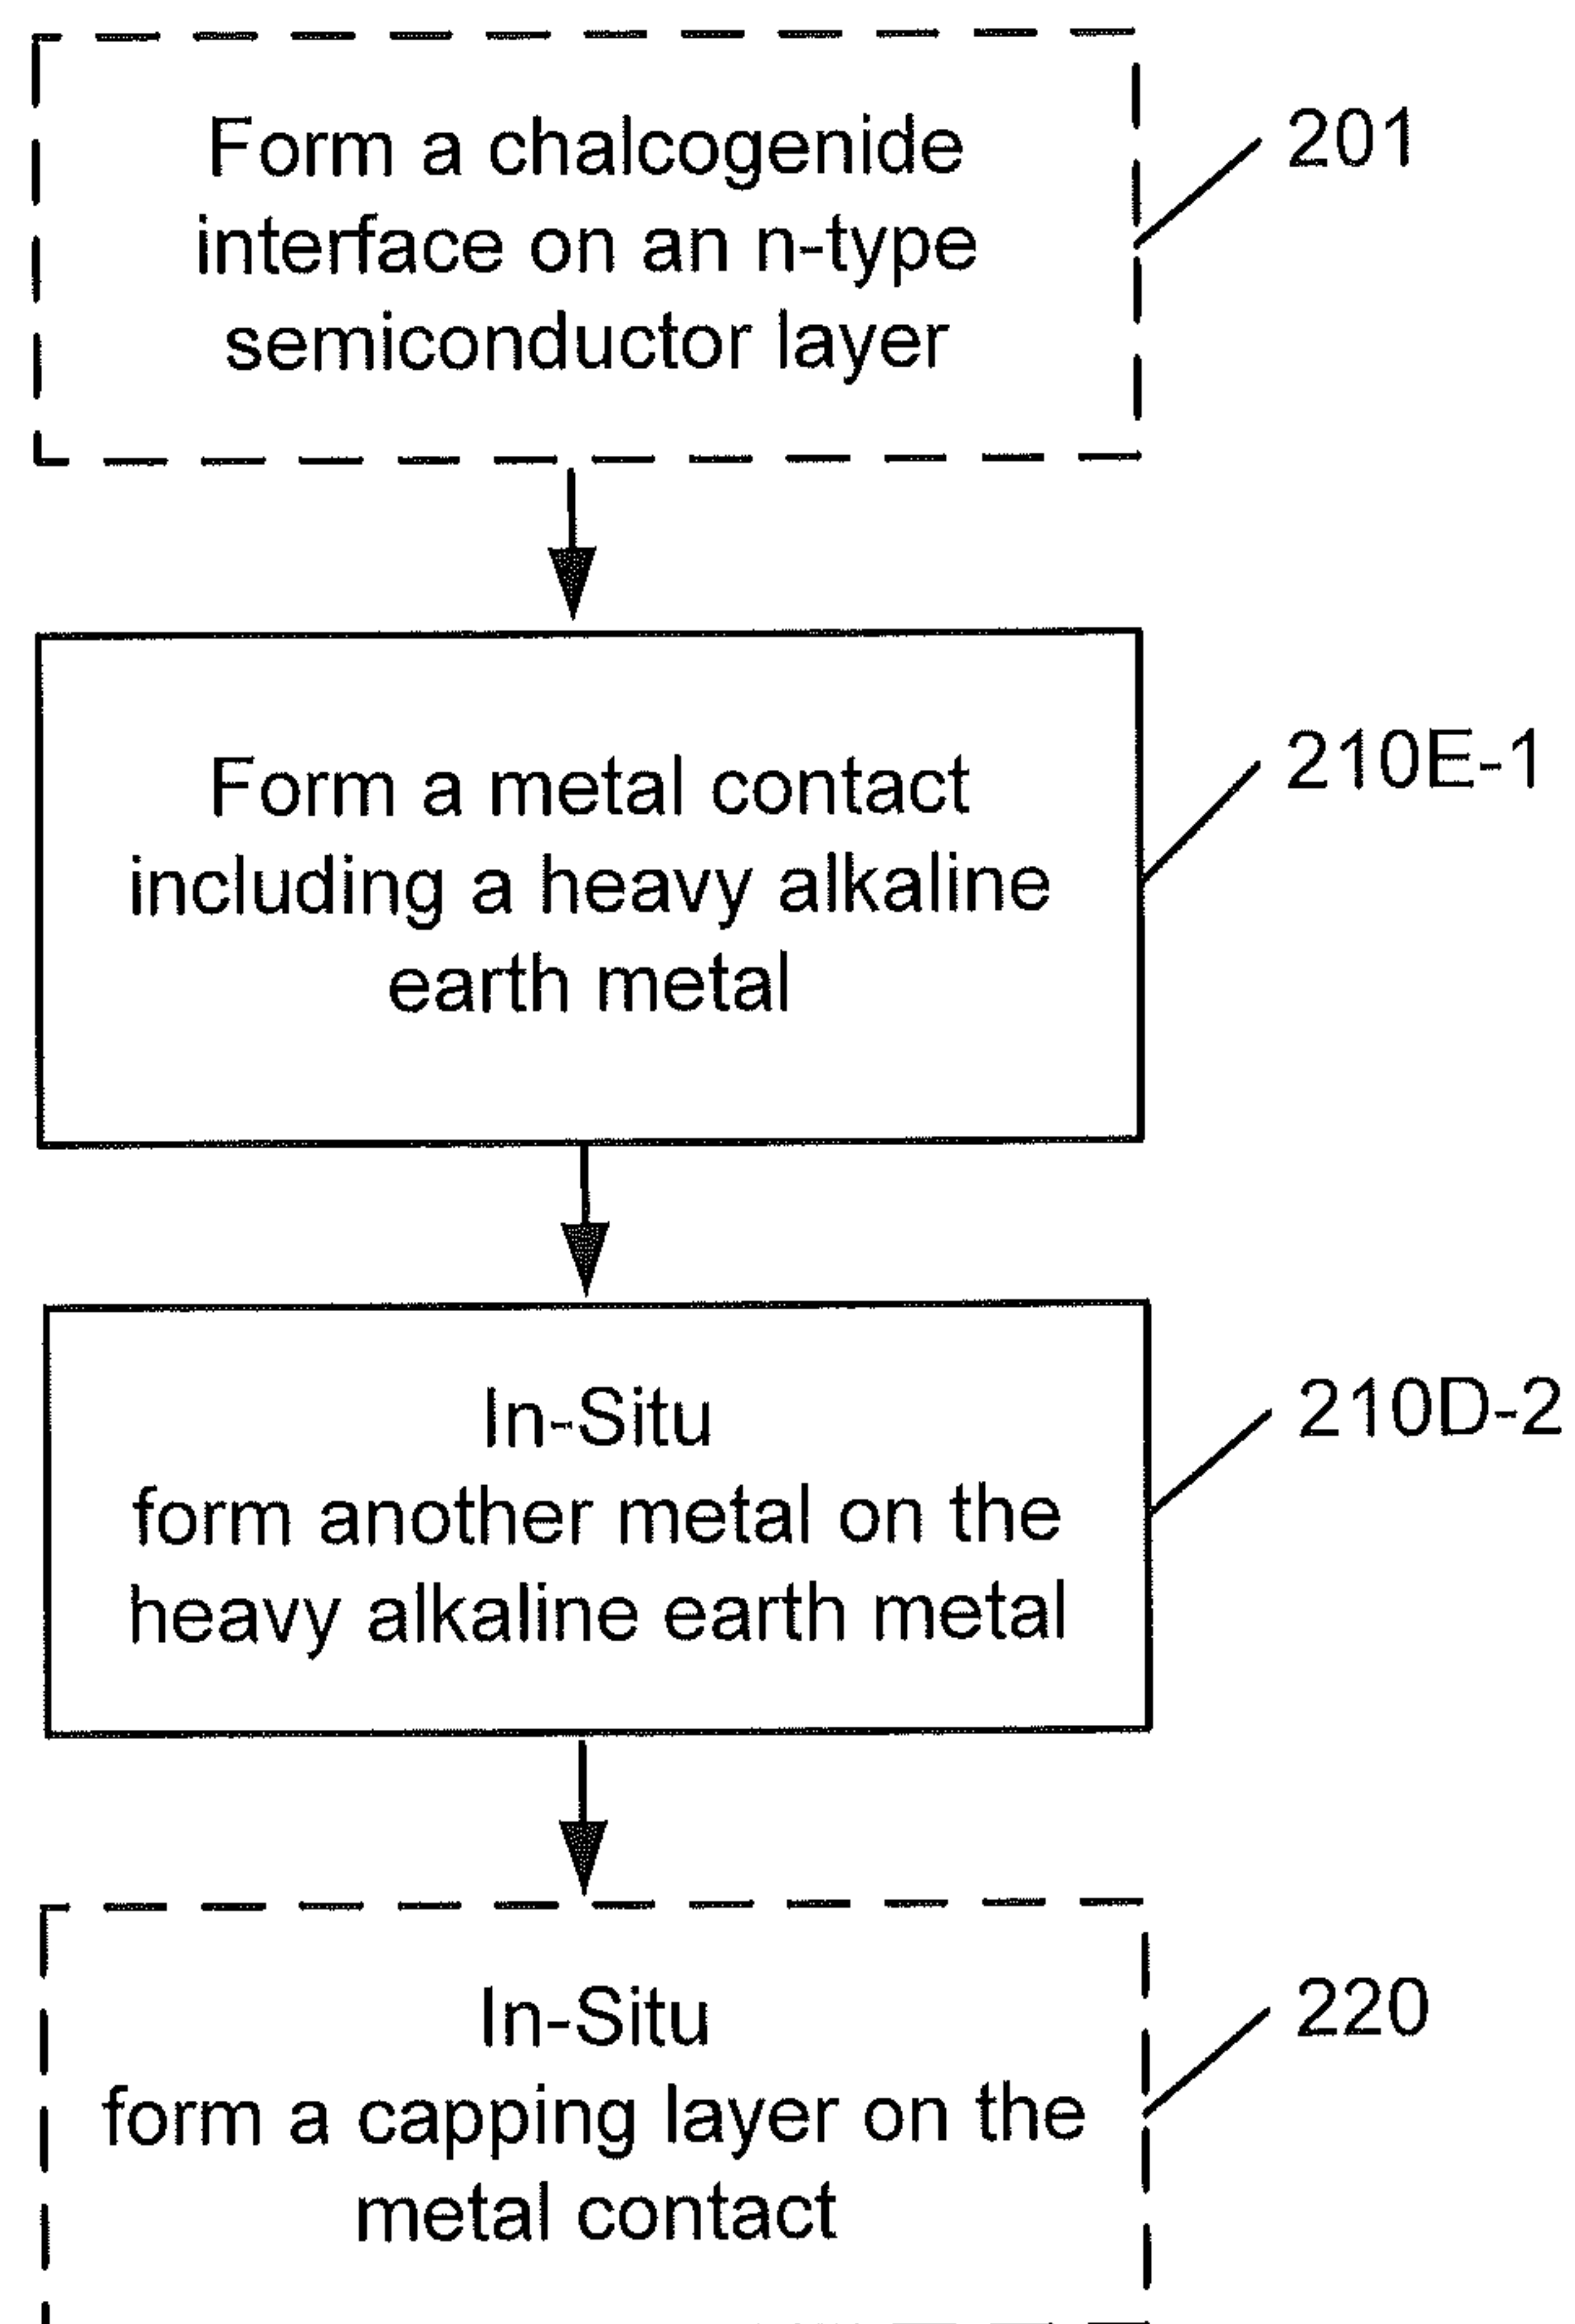 Form a chalcogenide
interface on an n-type
semiconductor layer
201
Form a metal contact
including a heavy alkaline
earth metal
210E-1
In-Situ
form another metal on the
heavy alkaline earth metal
210D-2
In-Situ
form a capping layer on the
metal contact
220